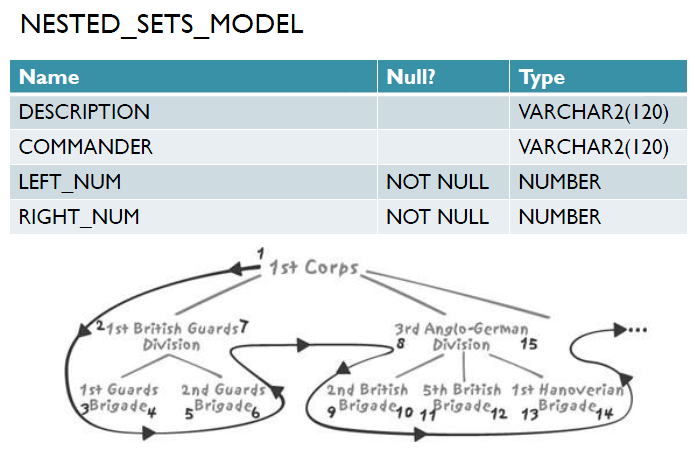 NESTED_SETS_MODEL
Name Null? Type
DESCRIPTION VARCHAR2(120)
COMMANDER VARCHAR2(120)
LEFT_NUM NOT NULL NUMBER
RIGHT_NUM NOT NULL NUMBER
1
1st Corps
2 1st British Guards 7
Division
3rd Anglo-German
8 Division 15
...
1st Guards
3 Brigade 4
2nd Guards
5 Brigade 6
2nd British
9 Brigade 10
5th British
11 Brigade 12
1st Hanoverian
13 Brigade 14